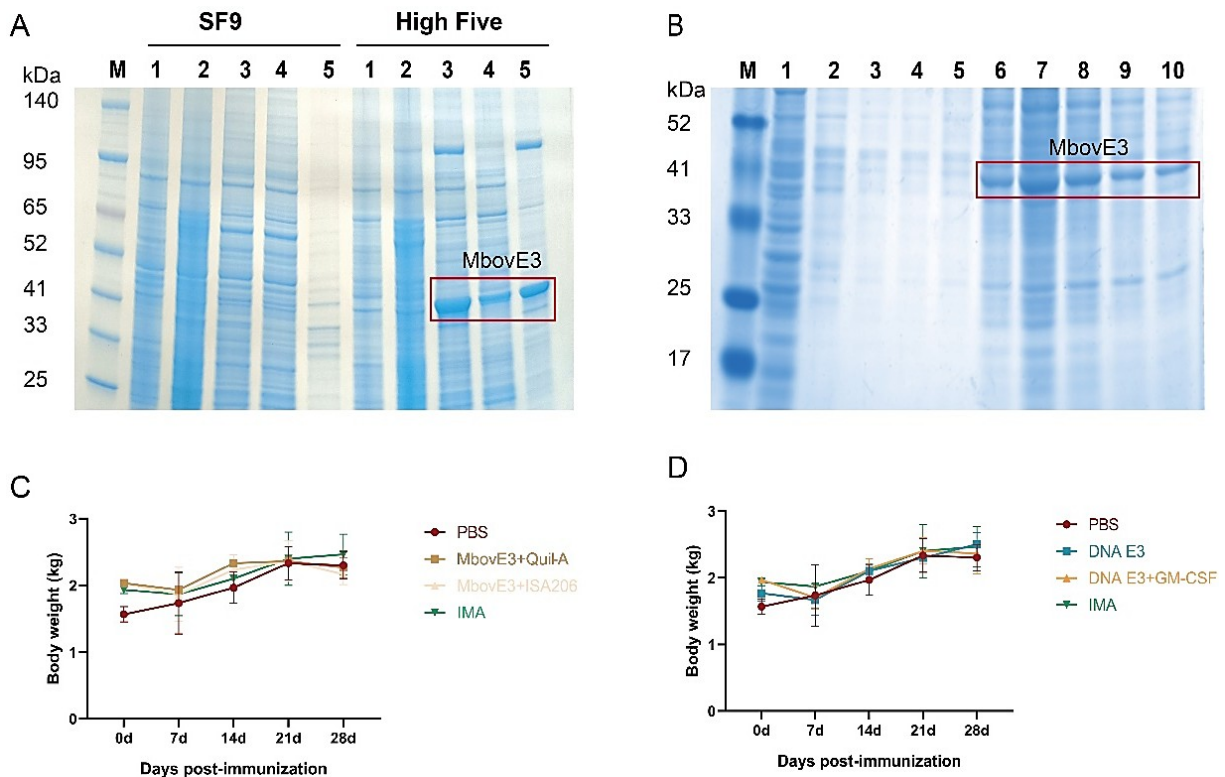 A
SF9 High Five
kDa M 1 2 3 4 5 1 2 3 4 5
140
95
65
52
41
33
25
MbovE3
B
M 1 2 3 4 5 6 7 8 9 10
kDa
52
41
33
25
17
MbovE3
C
Body weight (kg)
3
2
1
0
0d 7d 14d 21d 28d
Days post-immunization
PBS
MbovE3+Quil-A
MbovE3+ISA206
IMA
D
Body weight (kg)
3
2
1
0
0d 7d 14d 21d 28d
Days post-immunization
PBS
DNA E3
DNA E3+GM-CSF
IMA